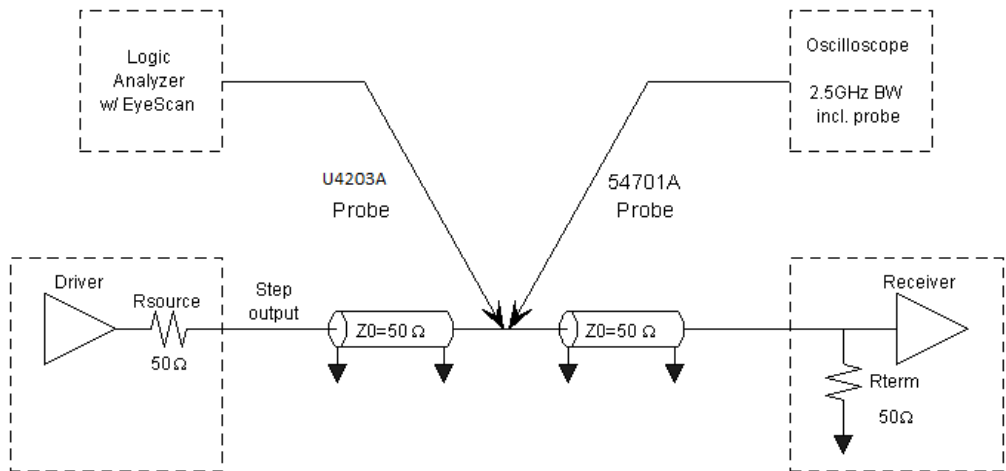 Logic
Analyzer
w/ EyeScan
Oscilloscope
2.5GHz BW
incl. probe
U4203A
Probe
54701A
Probe
Driver
Rsource
50Ω
Step
output
Z0=50 Ω
Z0=50 Ω
Receiver
Rterm
50Ω